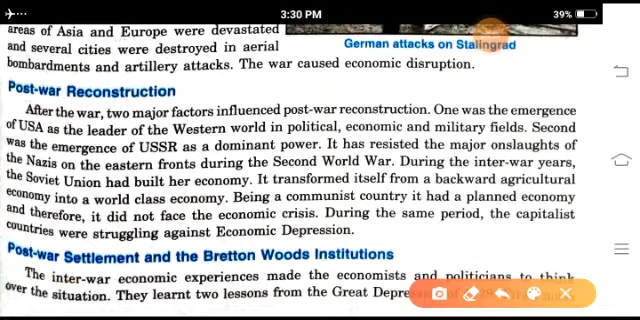 3:30 PM
39%
areas of Asia and Europe were devastated
and several cities were destroyed in aerial
German attacks on Stalingrad
bombardments and artillery attacks. The war caused economic disruption.
Post-war Reconstruction
After the war, two major factors influenced post-war reconstruction. One was the emergence
of USA as the leader of the Western world in political, economic and military fields. Second
was the emergence of USSR as a dominant power. It has resisted the major onslaughts of
the Nazis on the eastern fronts during the Second World War. During the inter-war years,
the Soviet Union had built her economy. It transformed itself from a backward agricultural
economy into a world class economy. Being a communist country it had a planned economy
and therefore, it did not face the economic crisis. During the same period, the capitalist
countries were struggling against Economic Depression.
Post-war Settlement and the Bretton Woods Institutions
The inter-war economic experiences made the economists and politicians to think
over the situation. They learnt two lessons from the Great